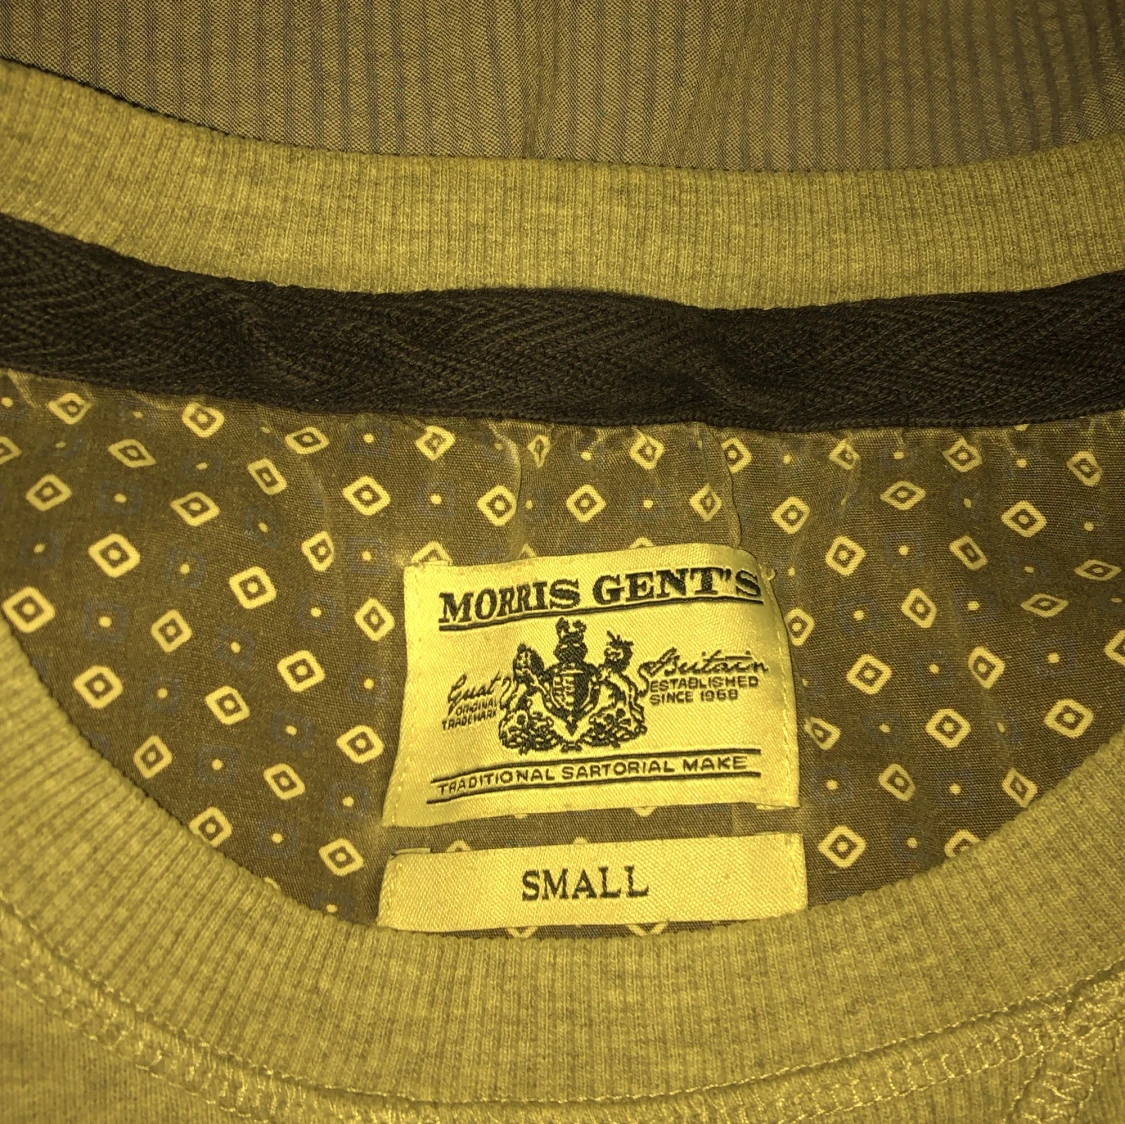 MORRIS GENT'S
Great Britain
ORIGINAL TRADEMARK
ESTABLISHED
SINCE 1968
TRADITIONAL SARTORIAL MAKE
SMALL